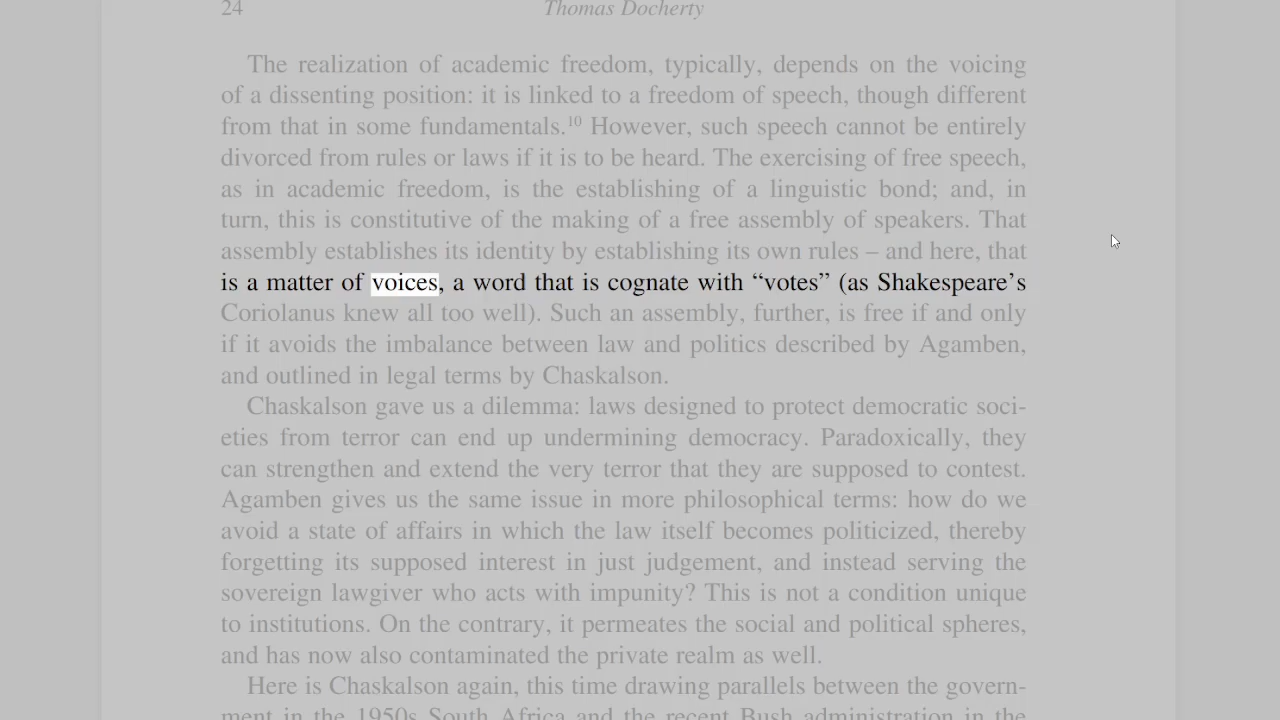 24 Thomas Docherty
The realization of academic freedom, typically, depends on the voicing
of a dissenting position: it is linked to a freedom of speech, though different
from that in some fundamentals.¹⁰ However, such speech cannot be entirely
divorced from rules or laws if it is to be heard. The exercising of free speech,
as in academic freedom, is the establishing of a linguistic bond; and, in
turn, this is constitutive of the making of a free assembly of speakers. That
assembly establishes its identity by establishing its own rules – and here, that
is a matter of voices, a word that is cognate with “votes” (as Shakespeare’s
Coriolanus knew all too well). Such an assembly, further, is free if and only
if it avoids the imbalance between law and politics described by Agamben,
and outlined in legal terms by Chaskalson.
Chaskalson gave us a dilemma: laws designed to protect democratic soci-
eties from terror can end up undermining democracy. Paradoxically, they
can strengthen and extend the very terror that they are supposed to contest.
Agamben gives us the same issue in more philosophical terms: how do we
avoid a state of affairs in which the law itself becomes politicized, thereby
forgetting its supposed interest in just judgement, and instead serving the
sovereign lawgiver who acts with impunity? This is not a condition unique
to institutions. On the contrary, it permeates the social and political spheres,
and has now also contaminated the private realm as well.
Here is Chaskalson again, this time drawing parallels between the govern-
ment in the 1950s South Africa and the recent Bush administration in the